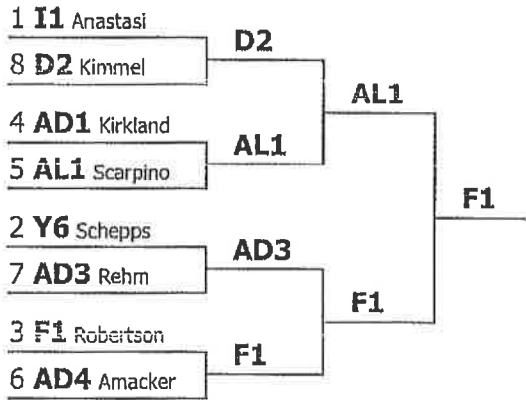 1 I1 Anastasi
D2
8 D2 Kimmel
AL1
4 AD1 Kirkland
AL1
5 AL1 Scarpino
F1
2 Y6 Schepps
AD3
7 AD3 Rehm
F1
3 F1 Robertson
F1
6 AD4 Amacker